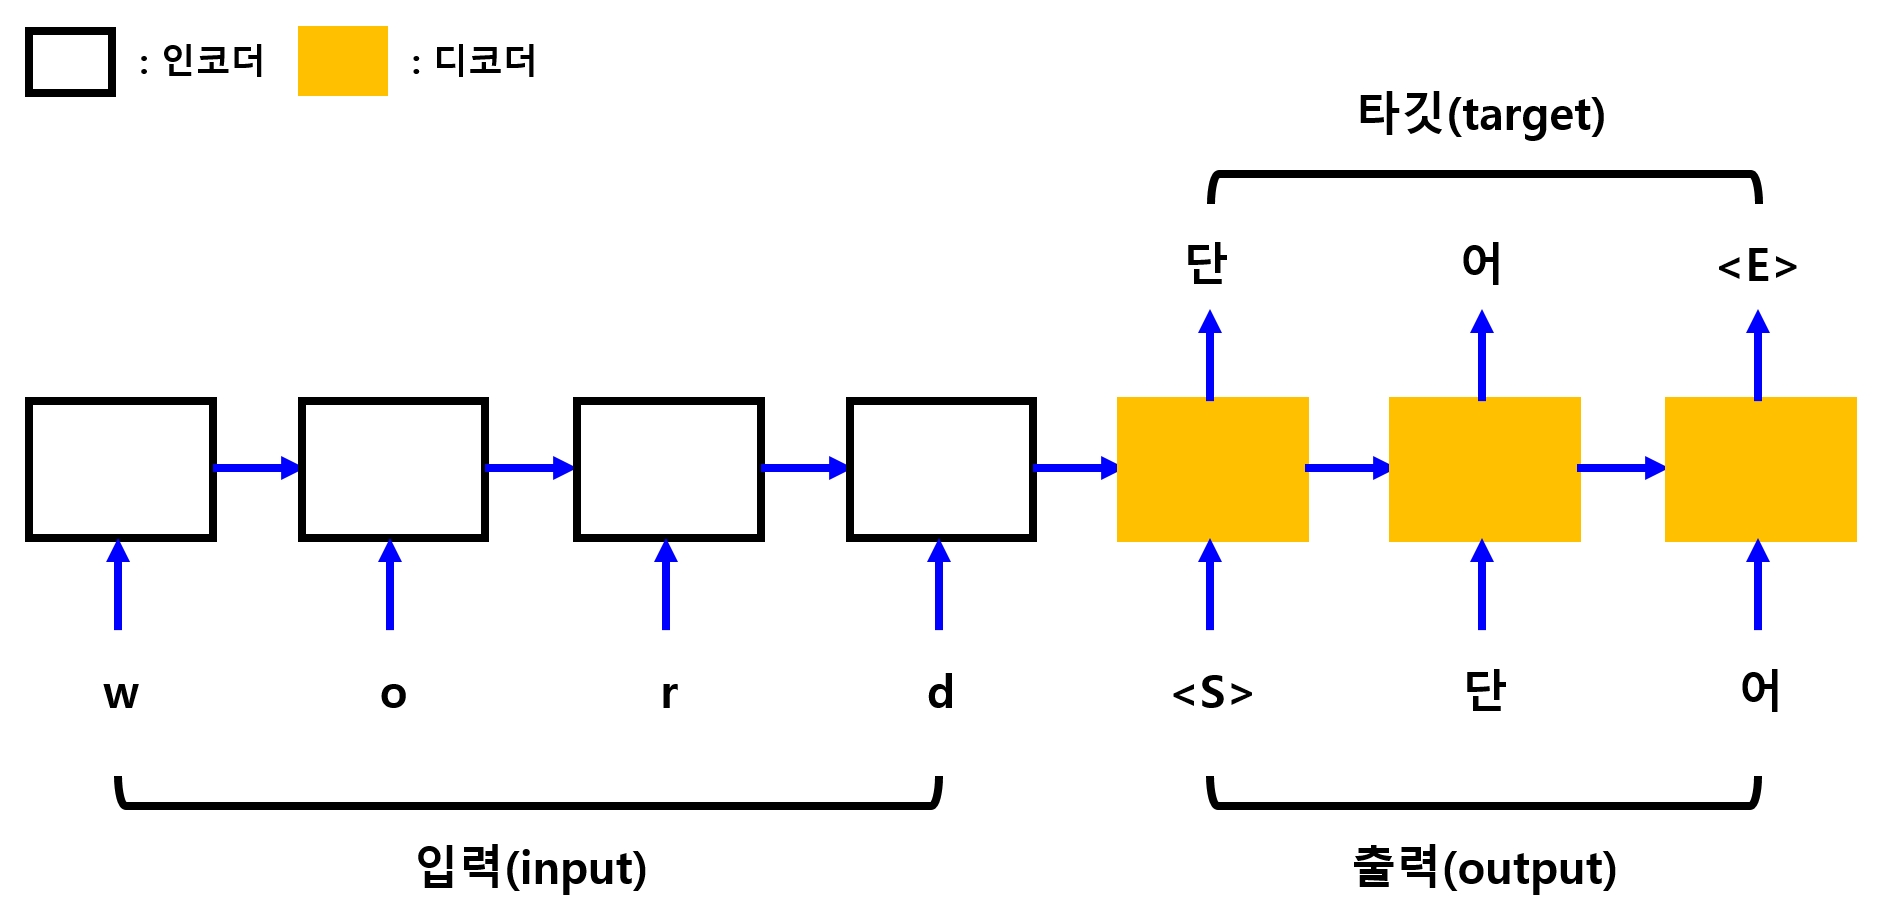 : 인코더 : 디코더
타깃(target)
단 어 <E>
w o r d <S> 단 어
입력(input) 출력(output)